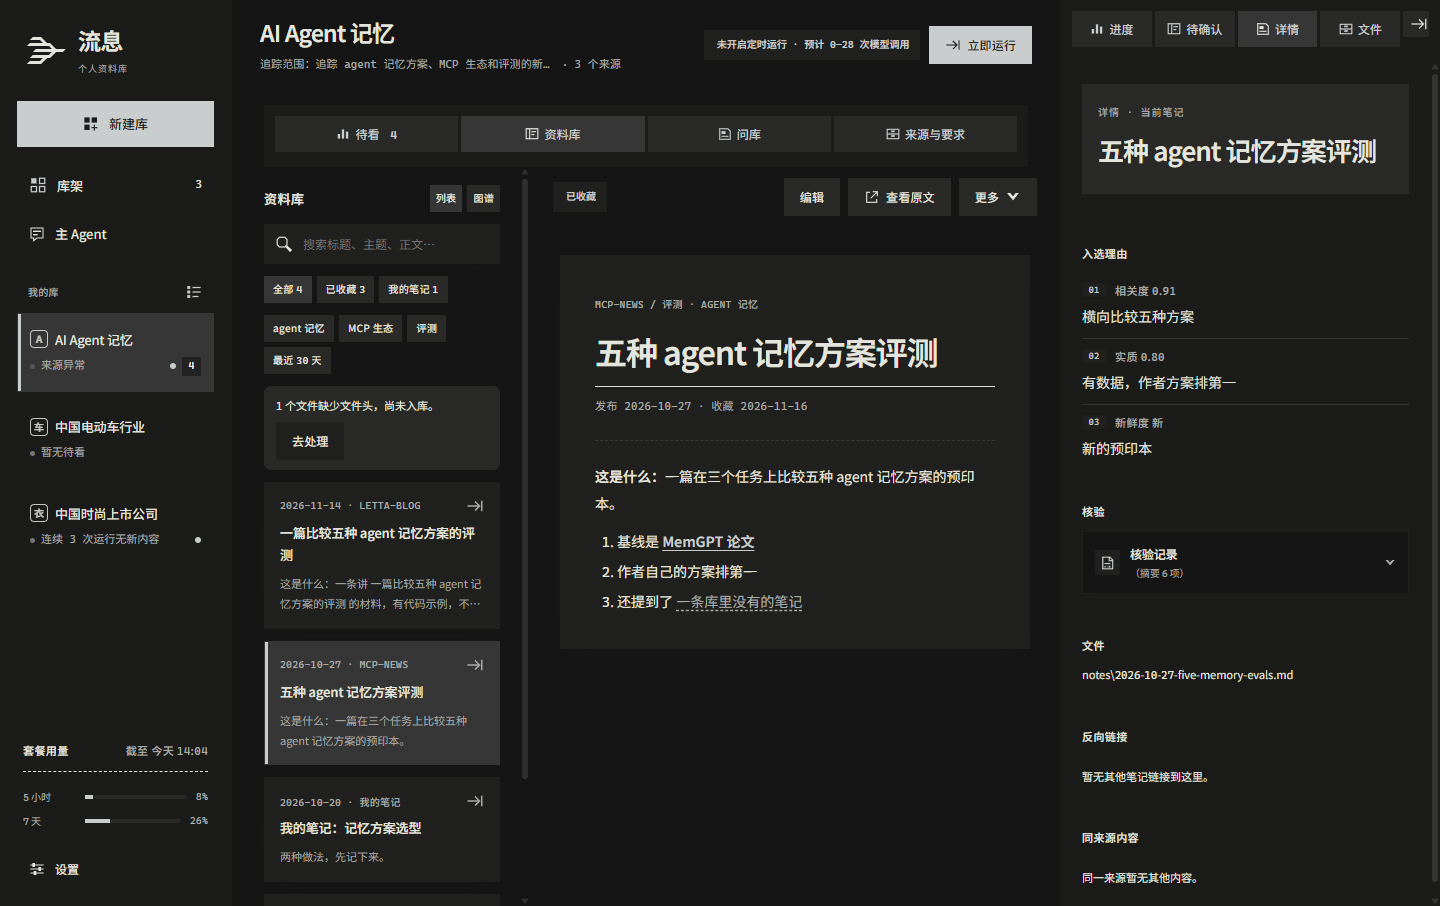 流息
个人资料库
新建库
库架 3
主 Agent
我的库
A AI Agent 记忆
来源异常 4
车 中国电动车行业
暂无待看
衣 中国时尚上市公司
连续 3 次运行无新内容
套餐用量 截至 今天 14:04
5 小时 8%
7 天 26%
设置
AI Agent 记忆
追踪范围: 追踪 agent 记忆方案、MCP 生态和评测的新… · 3 个来源
未开启定时运行 · 预计 0-28 次模型调用
立即运行
待看 4
资料库
问库
来源与要求
资料库
列表
图谱
搜索标题、主题、正文…
全部 4
已收藏 3
我的笔记 1
agent 记忆
MCP 生态
评测
最近 30 天
1 个文件缺少文件头，尚未入库。
去处理
2026-11-14 · LETTA-BLOG
一篇比较五种 agent 记忆方案的评
测
这是什么：一条讲 一篇比较五种 agent 记
忆方案的评测 的材料，有代码示例，不…
2026-10-27 · MCP-NEWS
五种 agent 记忆方案评测
这是什么：一篇在三个任务上比较五种
agent 记忆方案的预印本。
2026-10-20 · 我的笔记
我的笔记：记忆方案选型
两种做法，先记下来。
已收藏
编辑
查看原文
更多
MCP-NEWS / 评测 · AGENT 记忆
五种 agent 记忆方案评测
发布 2026-10-27 · 收藏 2026-11-16
这是什么：一篇在三个任务上比较五种 agent 记忆方案的预印
本。
1. 基线是 MemGPT 论文
2. 作者自己的方案排第一
3. 还提到了 一条库里没有的笔记
进度
待确认
详情
文件
详情 · 当前笔记
五种 agent 记忆方案评测
入选理由
01 相关度 0.91
横向比较五种方案
02 实质 0.80
有数据，作者方案排第一
03 新鲜度 新
新的预印本
核验
核验记录
（摘要 6 项）
文件
notes\2026-10-27-five-memory-evals.md
反向链接
暂无其他笔记链接到这里。
同来源内容
同一来源暂无其他内容。